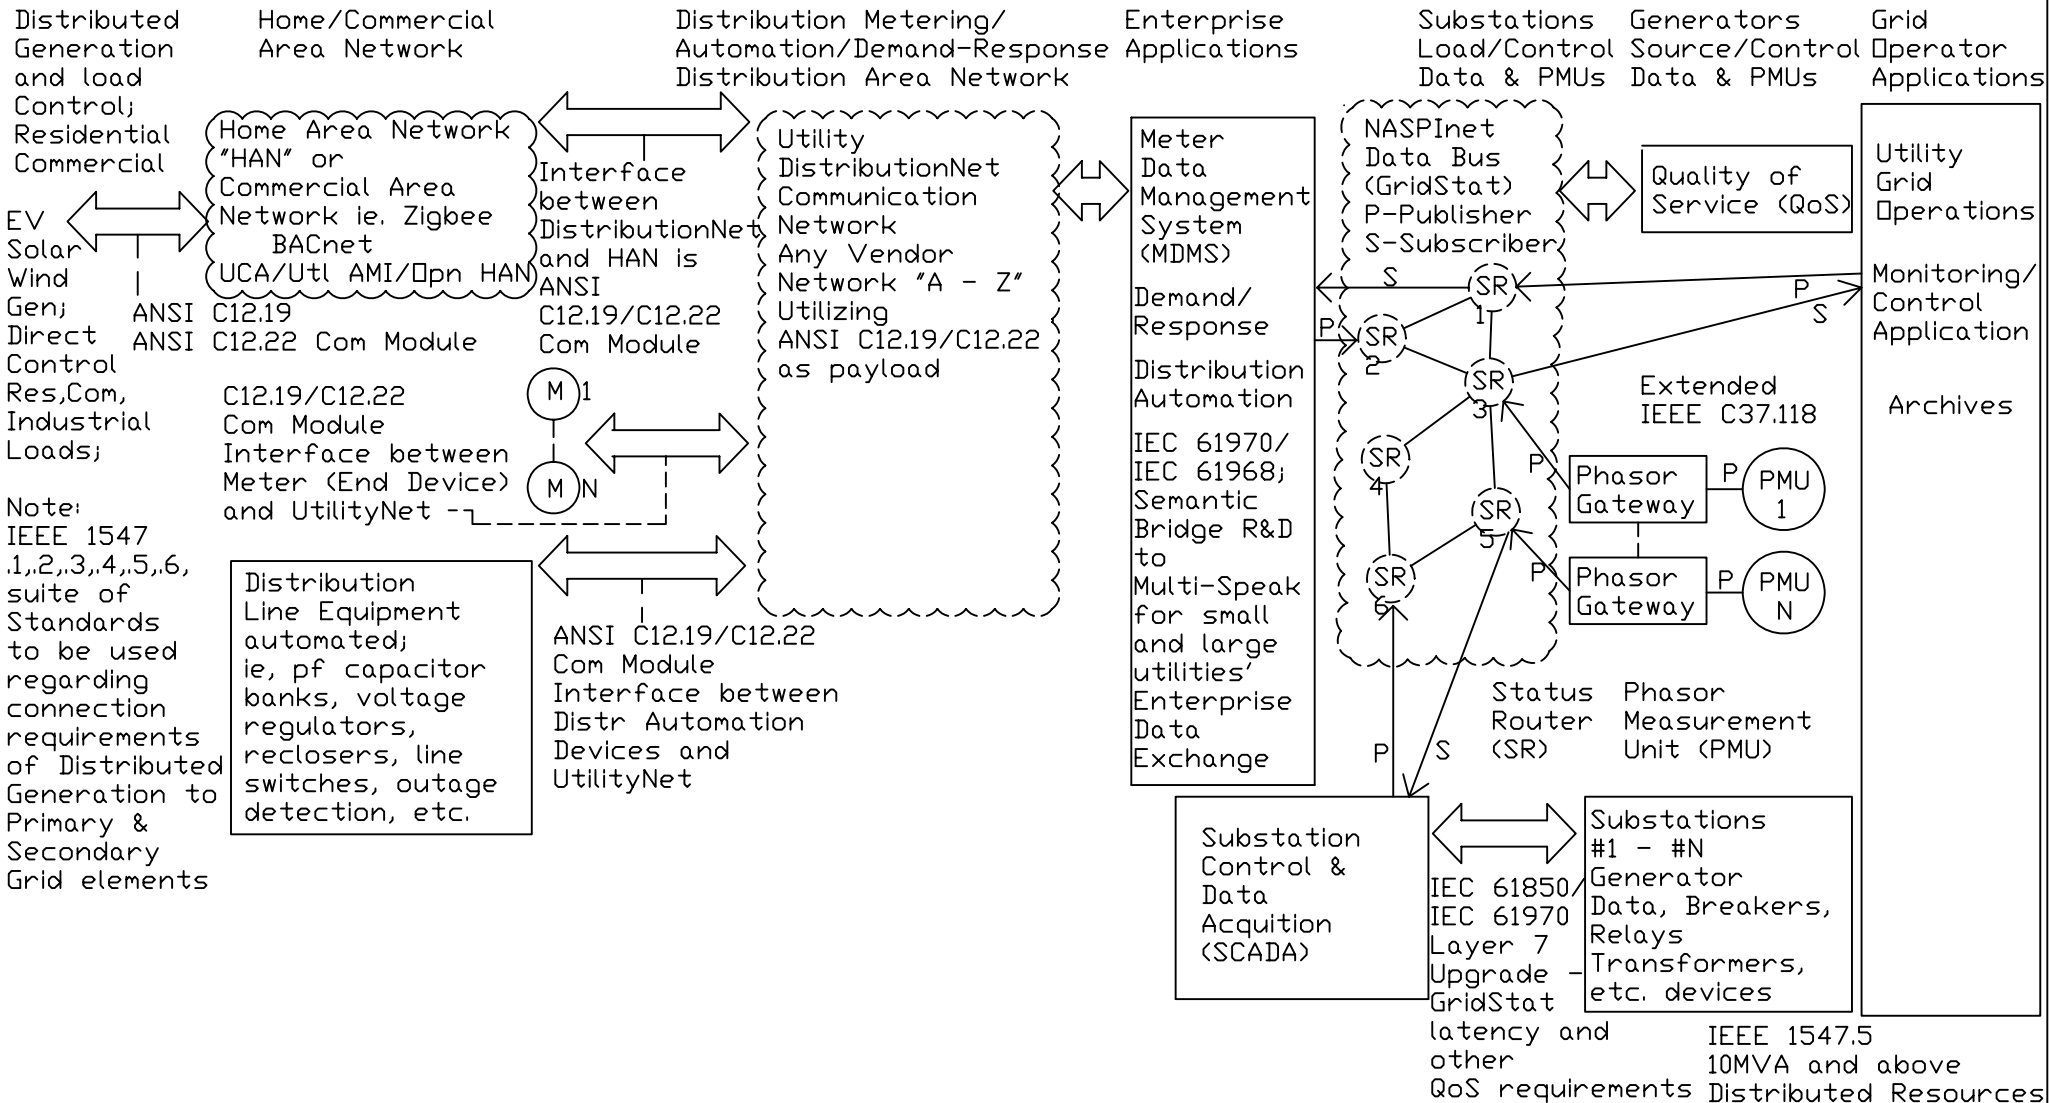 Distributed
Generation
and load
Control;
Residential
Commercial
Home/Commercial
Area Network
Distribution Metering/
Automation/Demand-Response
Distribution Area Network
Enterprise
Applications
Substations
Load/Control
Data & PMUs
Generators
Source/Control
Data & PMUs
Grid
Operator
Applications
EV
Solar
Wind
Gen;
Direct
Control
Res,Com,
Industrial
Loads;
Note:
IEEE 1547
.1,.2,.3,.4,.5,.6,
suite of
Standards
to be used
regarding
connection
requirements
of Distributed
Generation to
Primary &
Secondary
Grid elements
Home Area Network
"HAN" or
Commercial Area
Network ie. Zigbee
BACnet
UCA/Utl AMI/Opn HAN
ANSI C12.19
ANSI C12.22 Com Module
Interface
between
DistributionNet
and HAN is
ANSI
C12.19/C12.22
Com Module
C12.19/C12.22
Com Module
Interface between
Meter (End Device)
and UtilityNet
M 1
M N
Distribution
Line Equipment
automated;
ie, pf capacitor
banks, voltage
regulators,
reclosers, line
switches, outage
detection, etc.
ANSI C12.19/C12.22
Com Module
Interface between
Distr Automation
Devices and
UtilityNet
Utility
DistributionNet
Communication
Network
Any Vendor
Network "A - Z"
Utilizing
ANSI C12.19/C12.22
as payload
Meter
Data
Management
System
(MDMS)
Demand/
Response
Distribution
Automation
IEC 61970/
IEC 61968;
Semantic
Bridge R&D
to
Multi-Speak
for small
and large
utilities'
Enterprise
Data
Exchange
NASPInet
Data Bus
(GridStat)
P-Publisher
S-Subscriber
S
P
SR
1
SR
2
SR
3
SR
4
SR
5
SR
6
P
S
P
P
P
S
Quality of
Service (QoS)
Extended
IEEE C37.118
Phasor
Gateway
P
PMU
1
Phasor
Gateway
P
PMU
N
Status
Router
(SR)
Phasor
Measurement
Unit (PMU)
Utility
Grid
Operations
Monitoring/
Control
Application
Archives
Substation
Control &
Data
Acquition
(SCADA)
IEC 61850/
IEC 61970
Layer 7
Upgrade -
GridStat
latency and
other
QoS requirements
Substations
#1 - #N
Generator
Data, Breakers,
Relays
Transformers,
etc. devices
IEEE 1547.5
10MVA and above
Distributed Resources